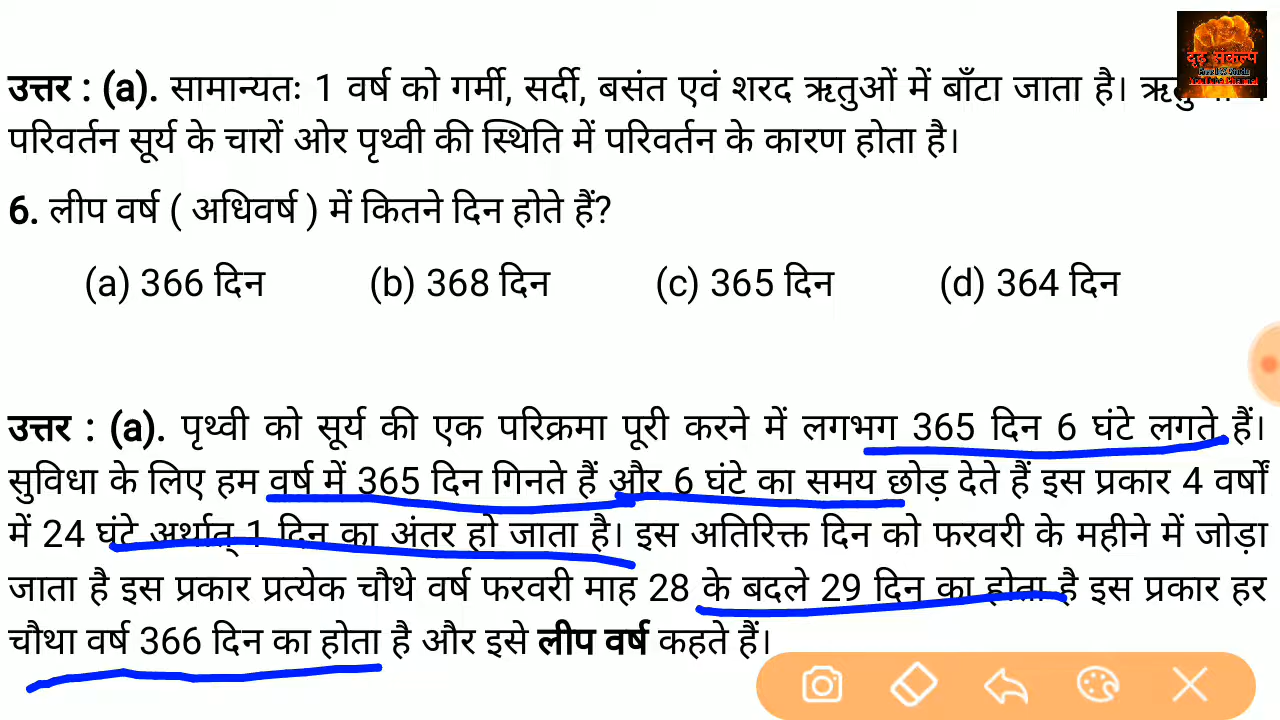 उत्तर : (a). सामान्यतः 1 वर्ष को गर्मी, सर्दी, बसंत एवं शरद ऋतुओं में बाँटा जाता है।
परिवर्तन सूर्य के चारों ओर पृथ्वी की स्थिति में परिवर्तन के कारण होता है।
6. लीप वर्ष ( अधिवर्ष ) में कितने दिन होते हैं?
(a) 366 दिन (b) 368 दिन (c) 365 दिन (d) 364 दिन
उत्तर : (a). पृथ्वी को सूर्य की एक परिक्रमा पूरी करने में लगभग 365 दिन 6 घंटे लगते हैं।
सुविधा के लिए हम वर्ष में 365 दिन गिनते हैं और 6 घंटे का समय छोड़ देते हैं इस प्रकार 4 वर्षों
में 24 घंटे अर्थात् 1 दिन का अंतर हो जाता है। इस अतिरिक्त दिन को फरवरी के महीने में जोड़ा
जाता है इस प्रकार प्रत्येक चौथे वर्ष फरवरी माह 28 के बदले 29 दिन का होता है इस प्रकार हर
चौथा वर्ष 366 दिन का होता है और इसे लीप वर्ष कहते हैं।
दृढ़ संकल्प